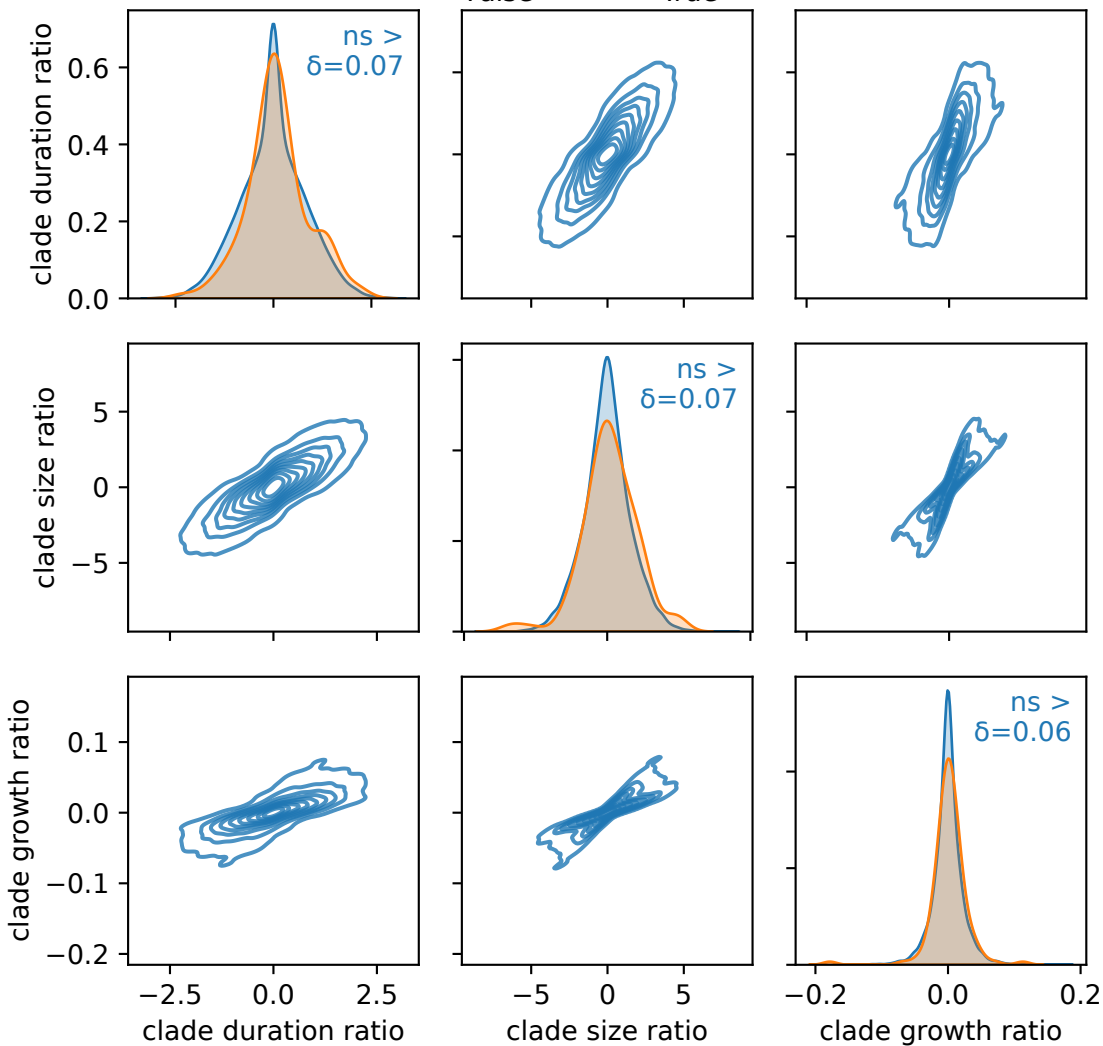 clade duration ratio
0.6
0.4
0.2
0.0
ns >
δ=0.07
clade size ratio
5
0
−5
ns >
δ=0.07
clade growth ratio
0.1
0.0
−0.1
−0.2
ns >
δ=0.06
−2.5 0.0 2.5
−5 0 5
−0.2 0.0 0.2
clade duration ratio
clade size ratio
clade growth ratio